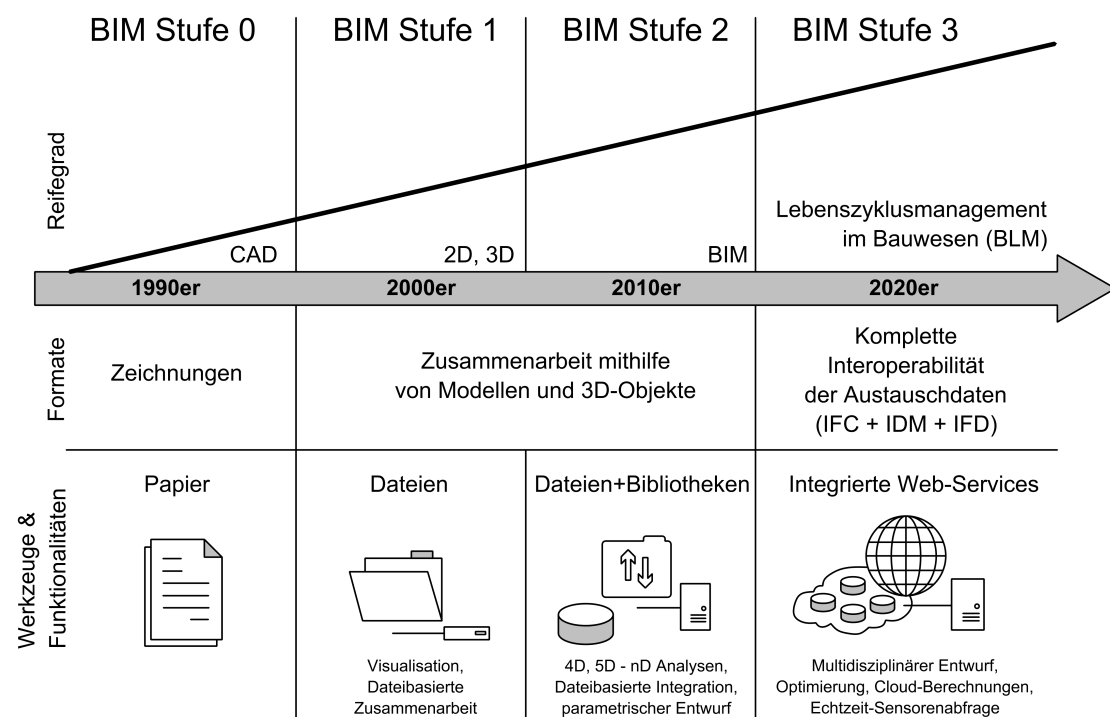 BIM Stufe 0
BIM Stufe 1
BIM Stufe 2
BIM Stufe 3
Reifegrad
CAD
2D, 3D
BIM
Lebenszyklusmanagement
im Bauwesen (BLM)
1990er
2000er
2010er
2020er
Formate
Zeichnungen
Zusammenarbeit mithilfe
von Modellen und 3D-Objekte
Komplette
Interoperabilität
der Austauschdaten
(IFC + IDM + IFD)
Werkzeuge &
Funktionalitäten
Papier
Dateien
Visualisation,
Dateibasierte
Zusammenarbeit
Dateien+Bibliotheken
4D, 5D - nD Analysen,
Dateibasierte Integration,
parametrischer Entwurf
Integrierte Web-Services
Multidisziplinärer Entwurf,
Optimierung, Cloud-Berechnungen,
Echtzeit-Sensorenabfrage